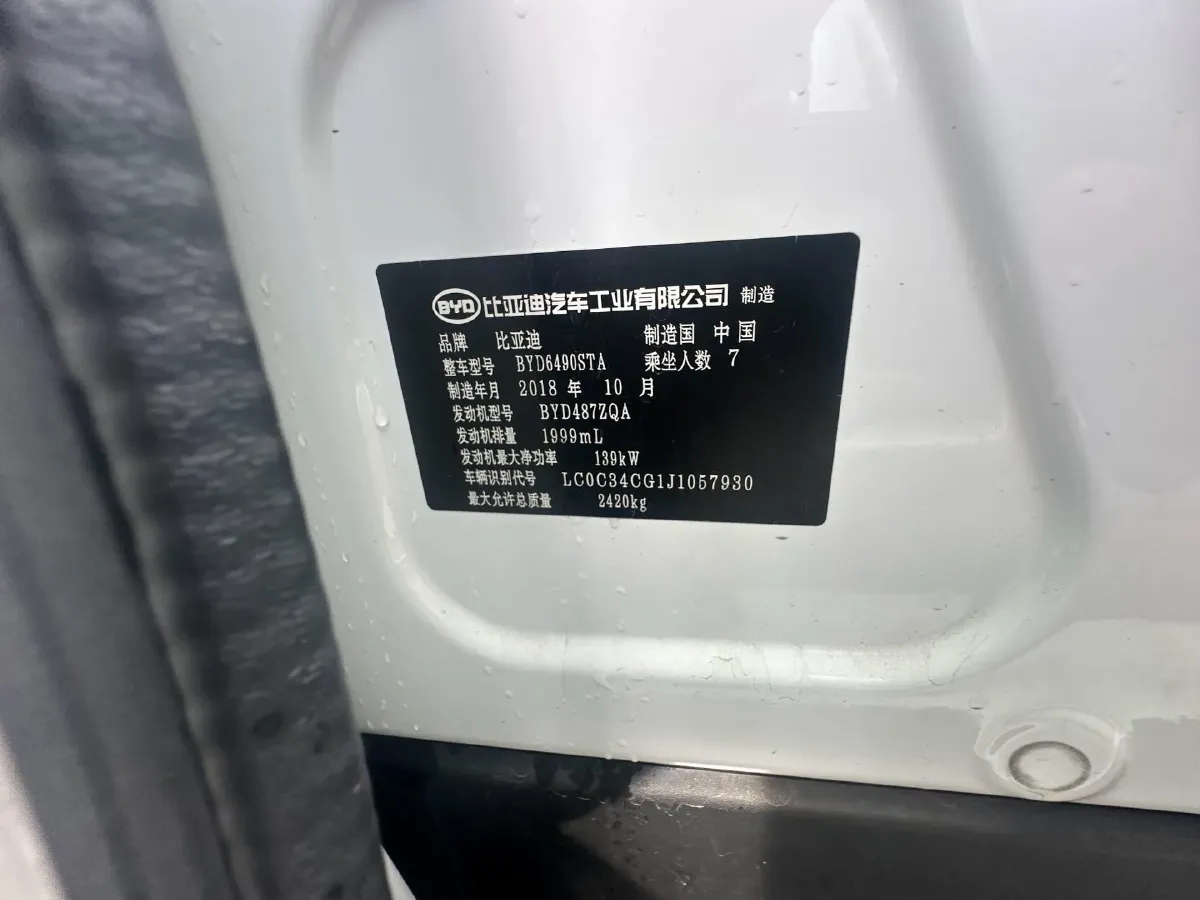 BYD 比亚迪汽车工业有限公司 制造
品牌 比亚迪 制造国 中国
整车型号 BYD6490STA 乘坐人数 7
制造年月 2018 年 10 月
发动机型号 BYD487ZQA
发动机排量 1999mL
发动机最大净功率 139kW
车辆识别代号 LC0C34CG1J1057930
最大允许总质量 2420kg